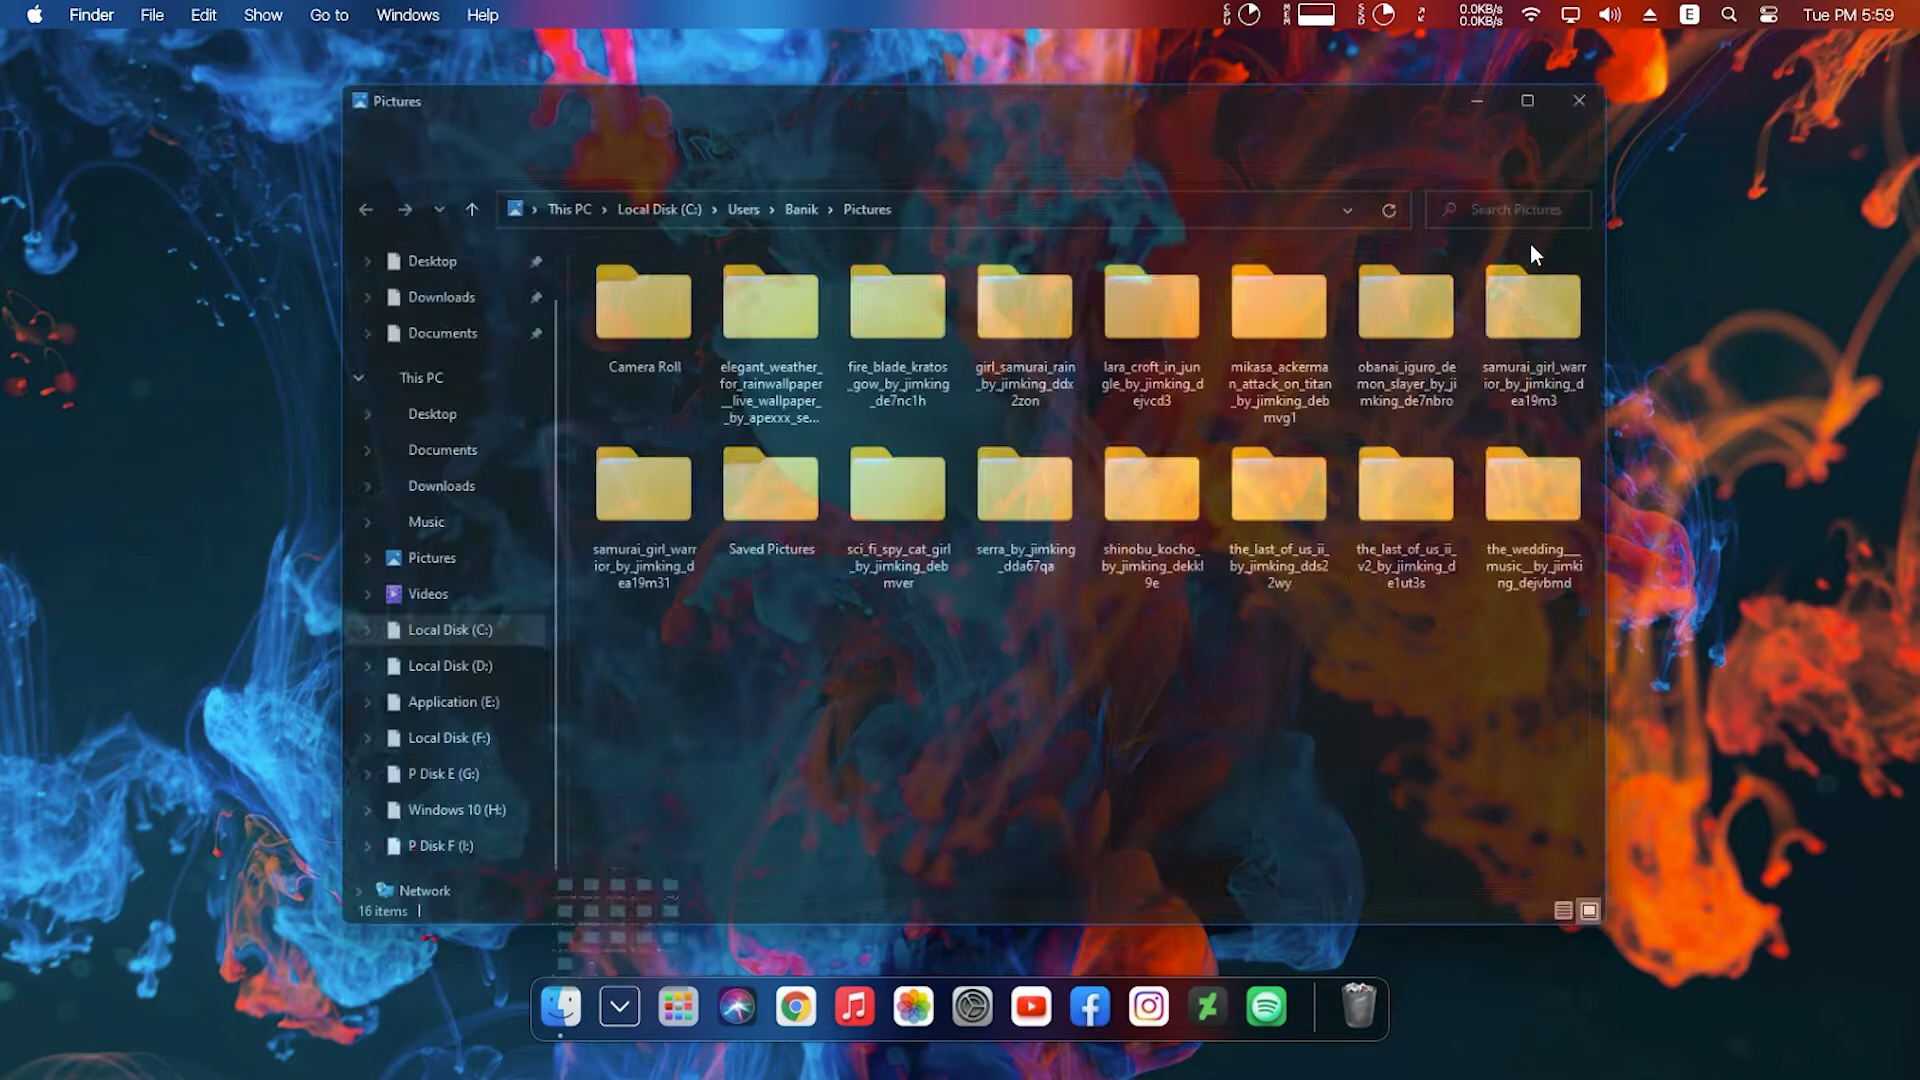 Finder File Edit Show Go to Windows Help
CPU MEM SSD 0.0KB/s E Tue PM 5:59
0.0KB/s
Pictures
This PC > Local Disk (C:) > Users > Banik > Pictures
Search Pictures
Desktop
Downloads
Documents
This PC
Desktop
Documents
Downloads
Music
Pictures
Videos
Local Disk (C:)
Local Disk (D:)
Application (E:)
Local Disk (F:)
P Disk E (G:)
Windows 10 (H:)
P Disk F (I:)
Network
16 items
Camera Roll
elegant_weather_
for_rainwallpaper
__live_wallpaper_
_by_apexxx_se...
fire_blade_kratos
_gow_by_jimking
_de7nc1h
girl_samurai_rain
_by_jimking_ddx
2zon
lara_croft_in_jun
gle_by_jimking_d
ejvcd3
mikasa_ackerma
n_attack_on_titan
_by_jimking_deb
mvg1
obanai_iguro_de
mon_slayer_by_ji
mking_de7nbro
samurai_girl_warr
ior_by_jimking_d
ea19m3
samurai_girl_warr
ior_by_jimking_d
ea19m31
Saved Pictures
sci_fi_spy_cat_girl
_by_jimking_deb
mver
serra_by_jimking
_dda67qa
shinobu_kocho_
by_jimking_dekkl
9e
the_last_of_us_ii_
by_jimking_dds2
2wy
the_last_of_us_ii_
v2_by_jimking_d
e1ut3s
the_wedding__
music__by_jimki
ng_dejvbmd